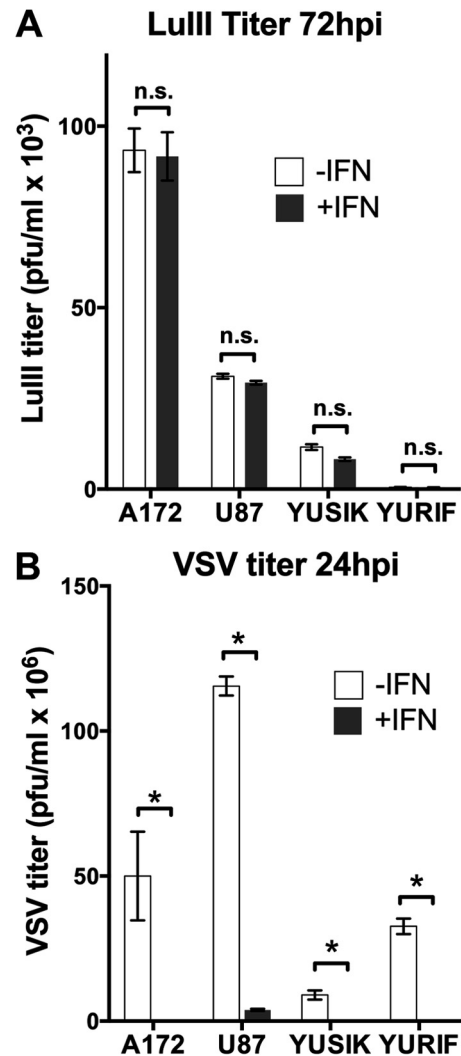 A LuIII Titer 72hpi
LuIII titer (pfu/ml x 10³)
100
50
0
n.s.
n.s.
n.s.
n.s.
-IFN
+IFN
A172 U87 YUSIK YURIF
B VSV titer 24hpi
VSV titer (pfu/ml x 10⁶)
150
100
50
0
*
*
*
*
-IFN
+IFN
A172 U87 YUSIK YURIF